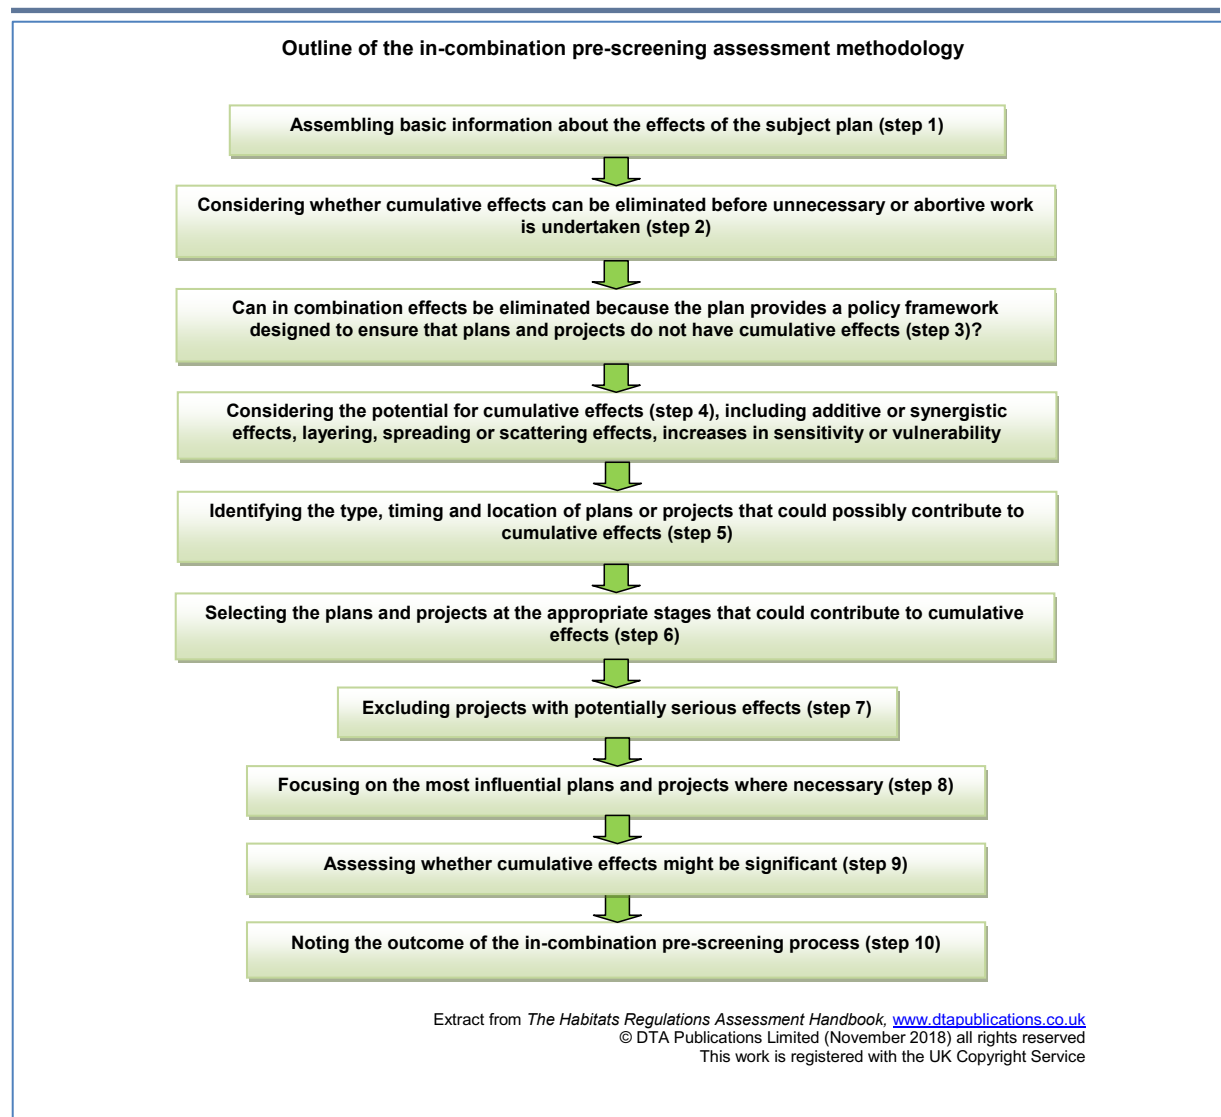 Outline of the in-combination pre-screening assessment methodology
Assembling basic information about the effects of the subject plan (step 1)
Considering whether cumulative effects can be eliminated before unnecessary or abortive work
is undertaken (step 2)
Can in combination effects be eliminated because the plan provides a policy framework
designed to ensure that plans and projects do not have cumulative effects (step 3)?
Considering the potential for cumulative effects (step 4), including additive or synergistic
effects, layering, spreading or scattering effects, increases in sensitivity or vulnerability
Identifying the type, timing and location of plans or projects that could possibly contribute to
cumulative effects (step 5)
Selecting the plans and projects at the appropriate stages that could contribute to cumulative
effects (step 6)
Excluding projects with potentially serious effects (step 7)
Focusing on the most influential plans and projects where necessary (step 8)
Assessing whether cumulative effects might be significant (step 9)
Noting the outcome of the in-combination pre-screening process (step 10)
Extract from The Habitats Regulations Assessment Handbook, www.dtapublications.co.uk
© DTA Publications Limited (November 2018) all rights reserved
This work is registered with the UK Copyright Service